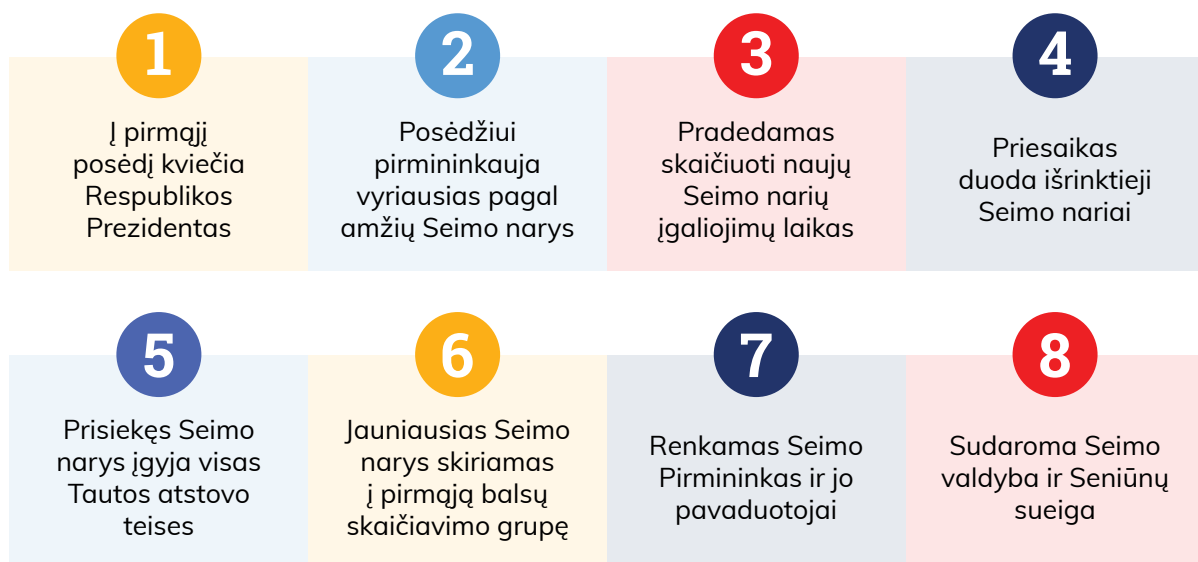 1
Į pirmąjį
posėdį kviečia
Respublikos
Prezidentas
2
Posėdžiui
pirmininkauja
vyriausias pagal
amžių Seimo narys
3
Pradedamas
skaičiuoti naujų
Seimo narių
įgaliojimų laikas
4
Priesaikas
duoda išrinktieji
Seimo nariai
5
Prisiekęs Seimo
narys įgyja visas
Tautos atstovo
teises
6
Jauniausias Seimo
narys skiriamas
į pirmąją balsų
skaičiavimo grupę
7
Renkamas Seimo
Pirmininkas ir jo
pavaduotojai
8
Sudaroma Seimo
valdyba ir Seniūnų
sueiga